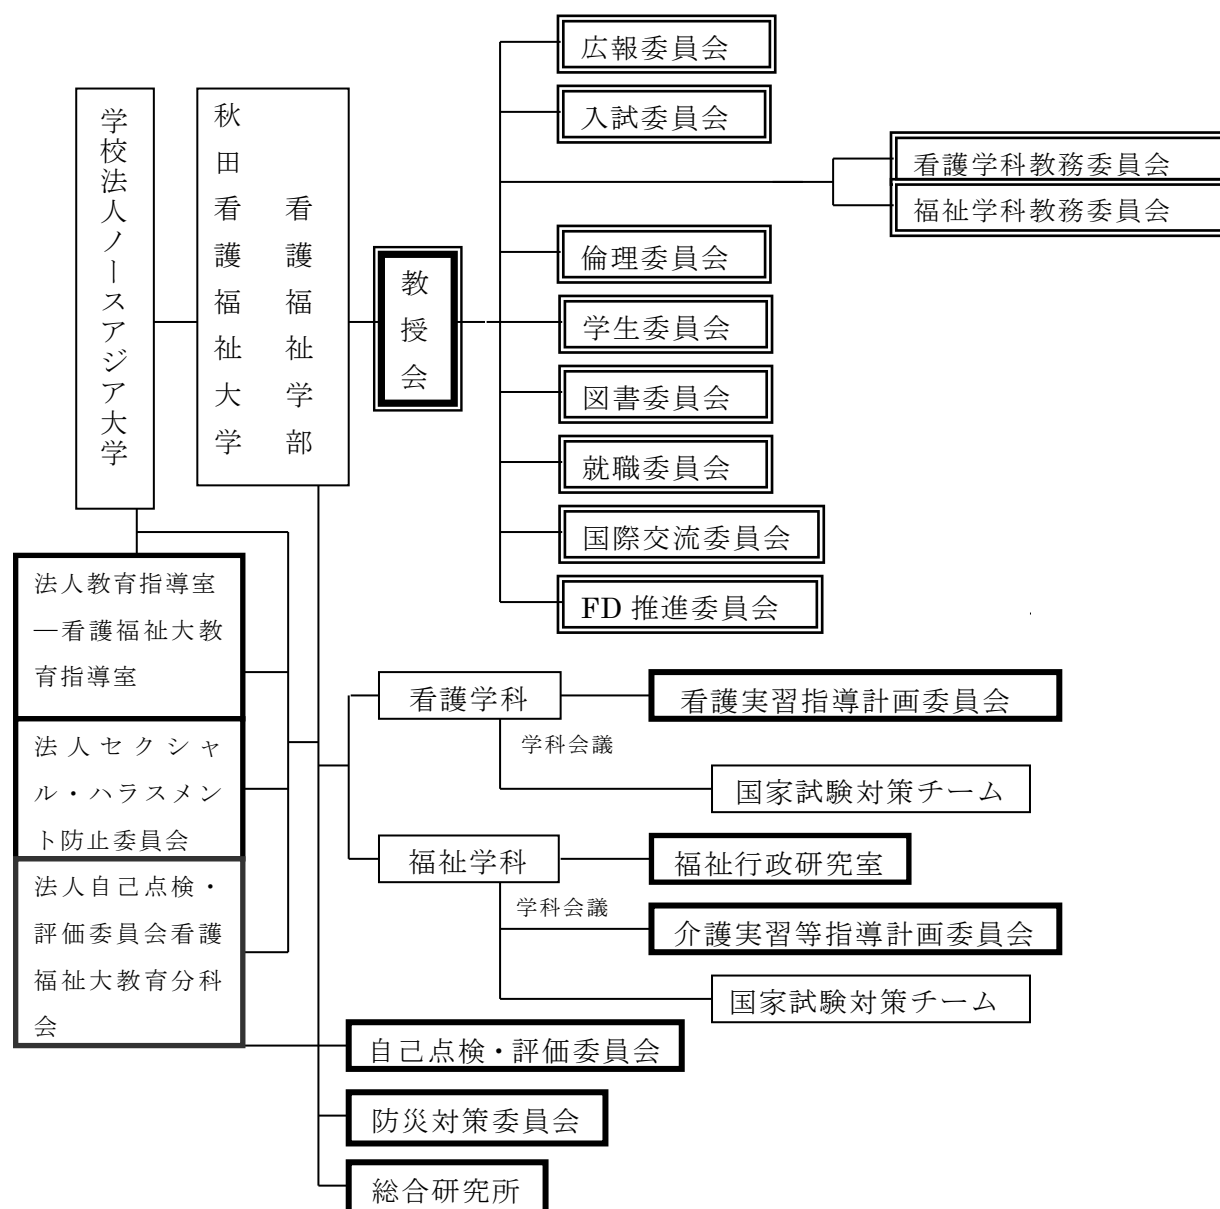 学校法人ノースアジア大学
秋田看護福祉大学
看護福祉学部
教授会
広報委員会
入試委員会
看護学科教務委員会
福祉学科教務委員会
倫理委員会
学生委員会
図書委員会
就職委員会
国際交流委員会
FD 推進委員会
法人教育指導室
―看護福祉大教
育指導室
法人セクシャ
ル・ハラスメン
ト防止委員会
法人自己点検・
評価委員会看護
福祉大教育分科
会
看護学科
看護実習指導計画委員会
学科会議
国家試験対策チーム
福祉学科
福祉行政研究室
学科会議
介護実習等指導計画委員会
国家試験対策チーム
自己点検・評価委員会
防災対策委員会
総合研究所